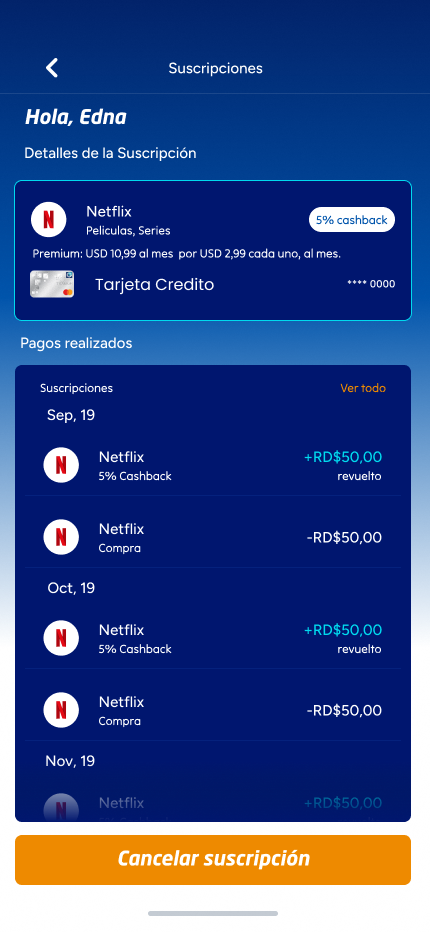 Suscripciones
Hola, Edna
Detalles de la Suscripción
N Netflix
Peliculas, Series
5% cashback
Premium: USD 10,99 al mes por USD 2,99 cada uno, al mes.
Tarjeta Credito **** 0000
Pagos realizados
Suscripciones Ver todo
Sep, 19
N Netflix +RD$50,00
5% Cashback revuelto
N Netflix -RD$50,00
Compra
Oct, 19
N Netflix +RD$50,00
5% Cashback revuelto
N Netflix -RD$50,00
Compra
Nov, 19
N Netflix +RD$50,00
Cancelar suscripción